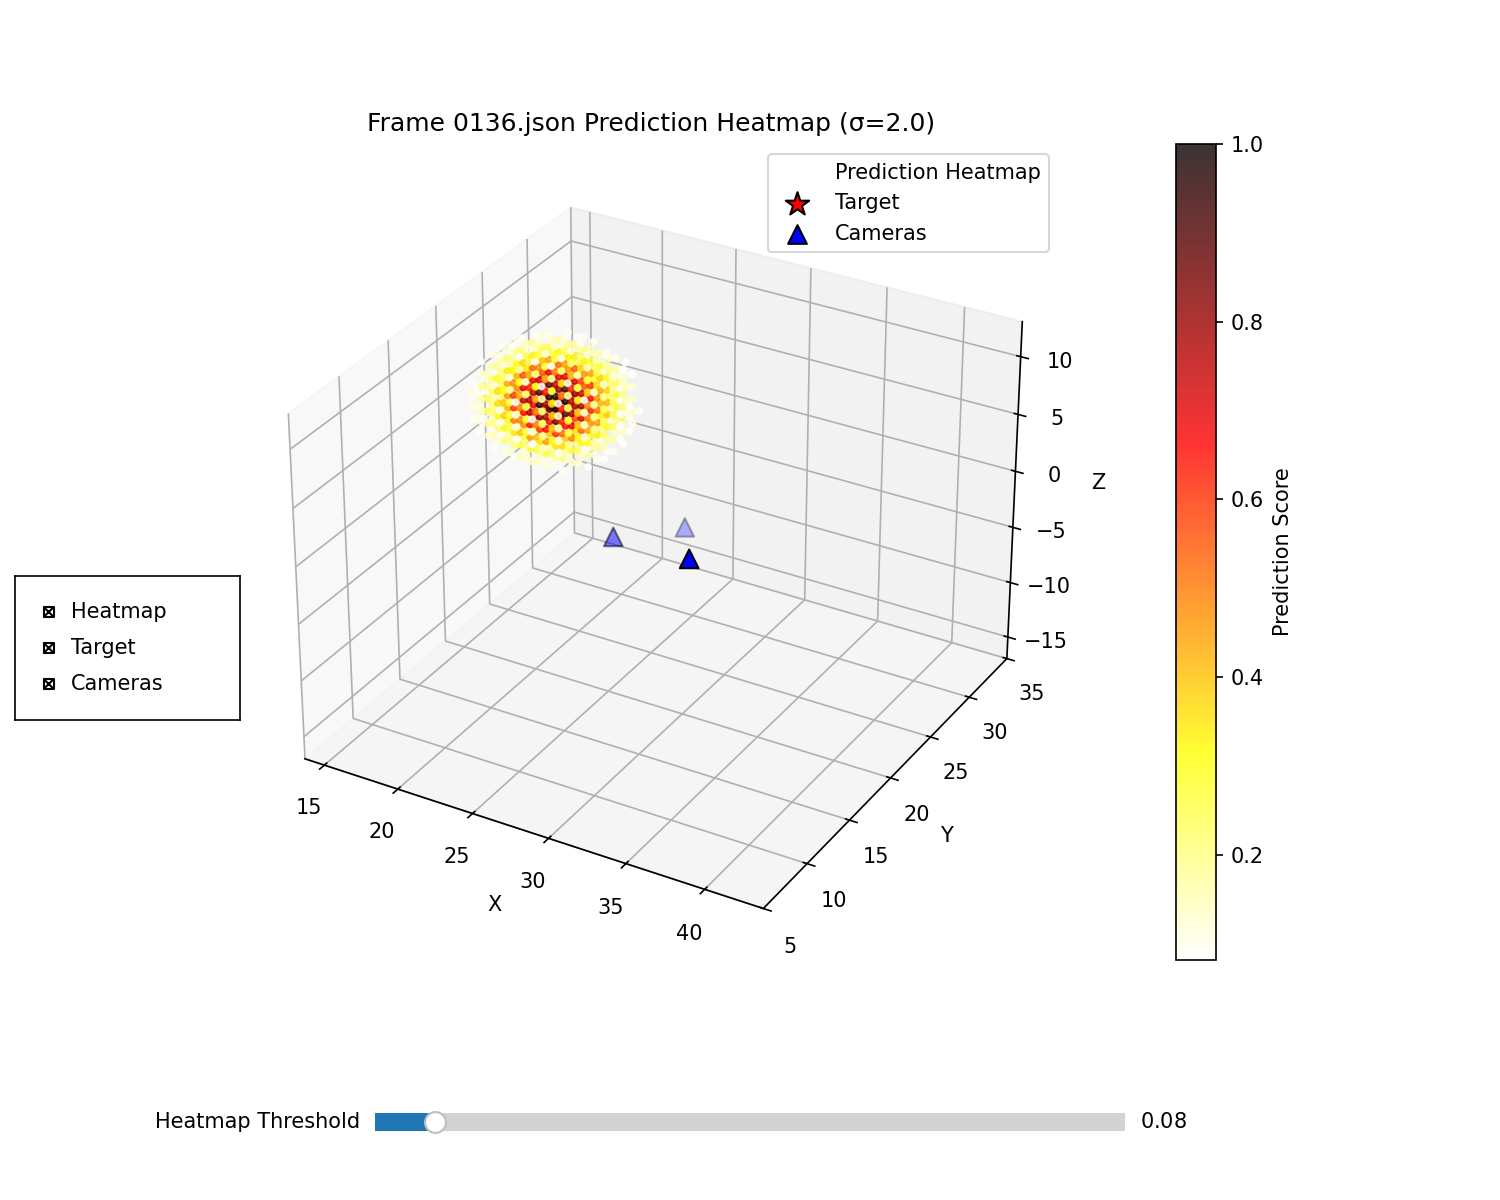 Frame 0136.json Prediction Heatmap (σ=2.0)
Prediction Heatmap
Target
Cameras
1.0
0.8
0.6
0.4
0.2
Prediction Score
10
5
0
−5
−10
−15
Z
35
30
25
20
15
10
5
Y
15
20
25
30
35
40
X
Heatmap
Target
Cameras
Heatmap Threshold 0.08